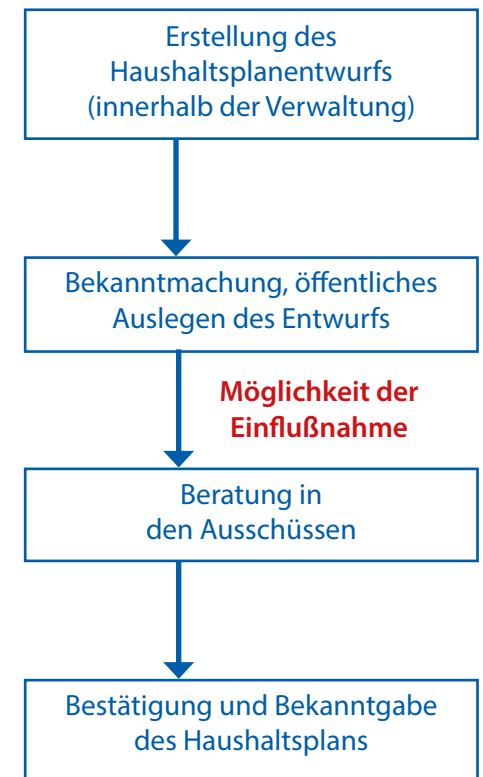 Erstellung des
Haushaltsplanentwurfs
(innerhalb der Verwaltung)
Bekanntmachung, öffentliches
Auslegen des Entwurfs
Möglichkeit der
Einflußnahme
Beratung in
den Ausschüssen
Bestätigung und Bekanntgabe
des Haushaltsplans